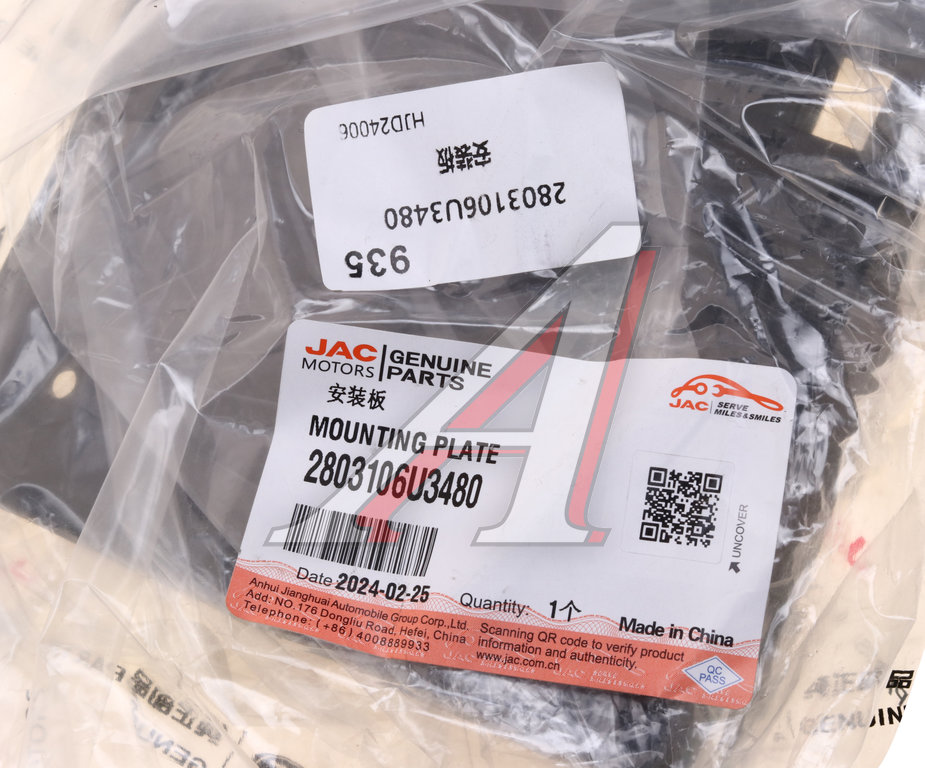 HJD24006
安装板
2803106U3480
935
JAC MOTORS
GENUINE PARTS
安装板
MOUNTING PLATE
2803106U3480
JAC
SERVE
MILES & SMILES
UNCOVER
Date 2024-02-25
Quantity: 1个
Made in China
Anhui Jianghuai Automobile Group Corp.,Ltd.
Add: NO.176 Dongliu Road, Hefei, China
Telephone: (+86) 4008889933
Scanning QR code to verify product
information and authenticity.
www.jac.com.cn
QC
PASS